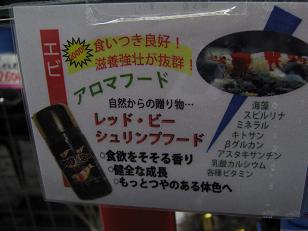 エビ
GOOD
食いつき良好！
滋養強壮が抜群！
アロマフード
自然からの贈り物…
レッド・ビー
シュリンプフード
○食欲をそそる香り
○健全な成長
○もっとつやのある体色へ
海藻
スピルリナ
ミネラル
キトサン
βグルカン
アスタキサンチン
乳酸カルシウム
各種ビタミン